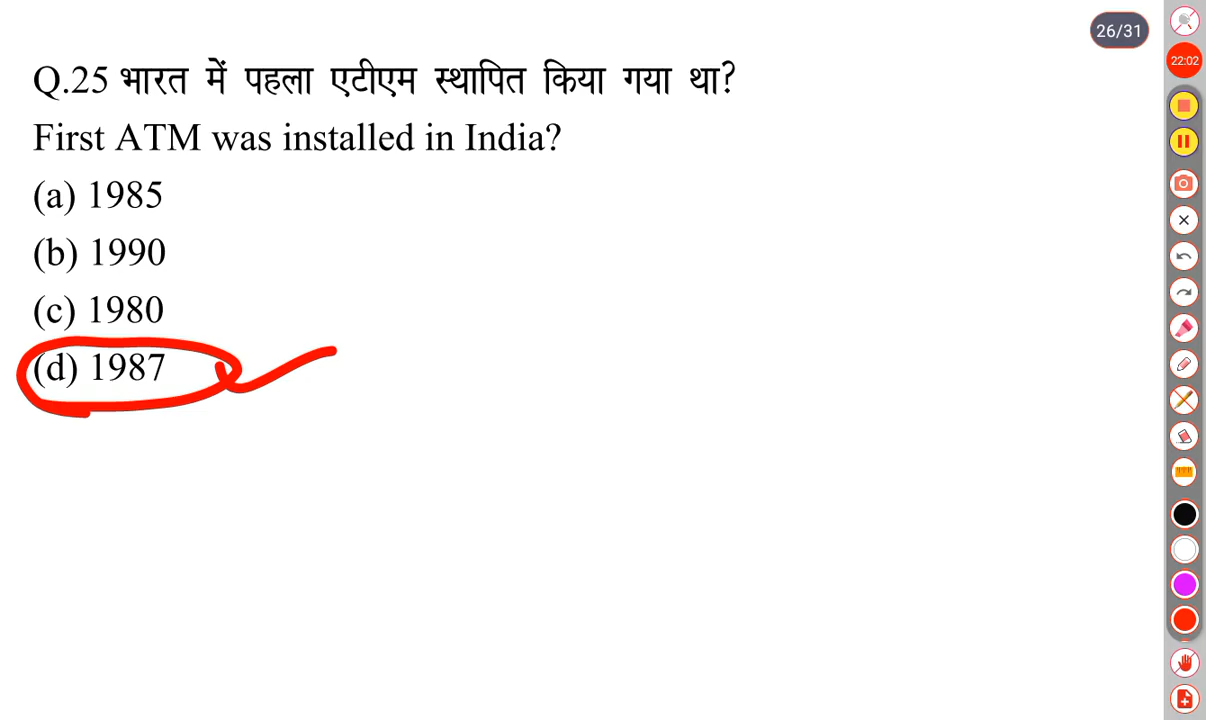 26/31
22:02
Q.25 भारत में पहला एटीएम स्थापित किया गया था?
First ATM was installed in India?
(a) 1985
(b) 1990
(c) 1980
(d) 1987